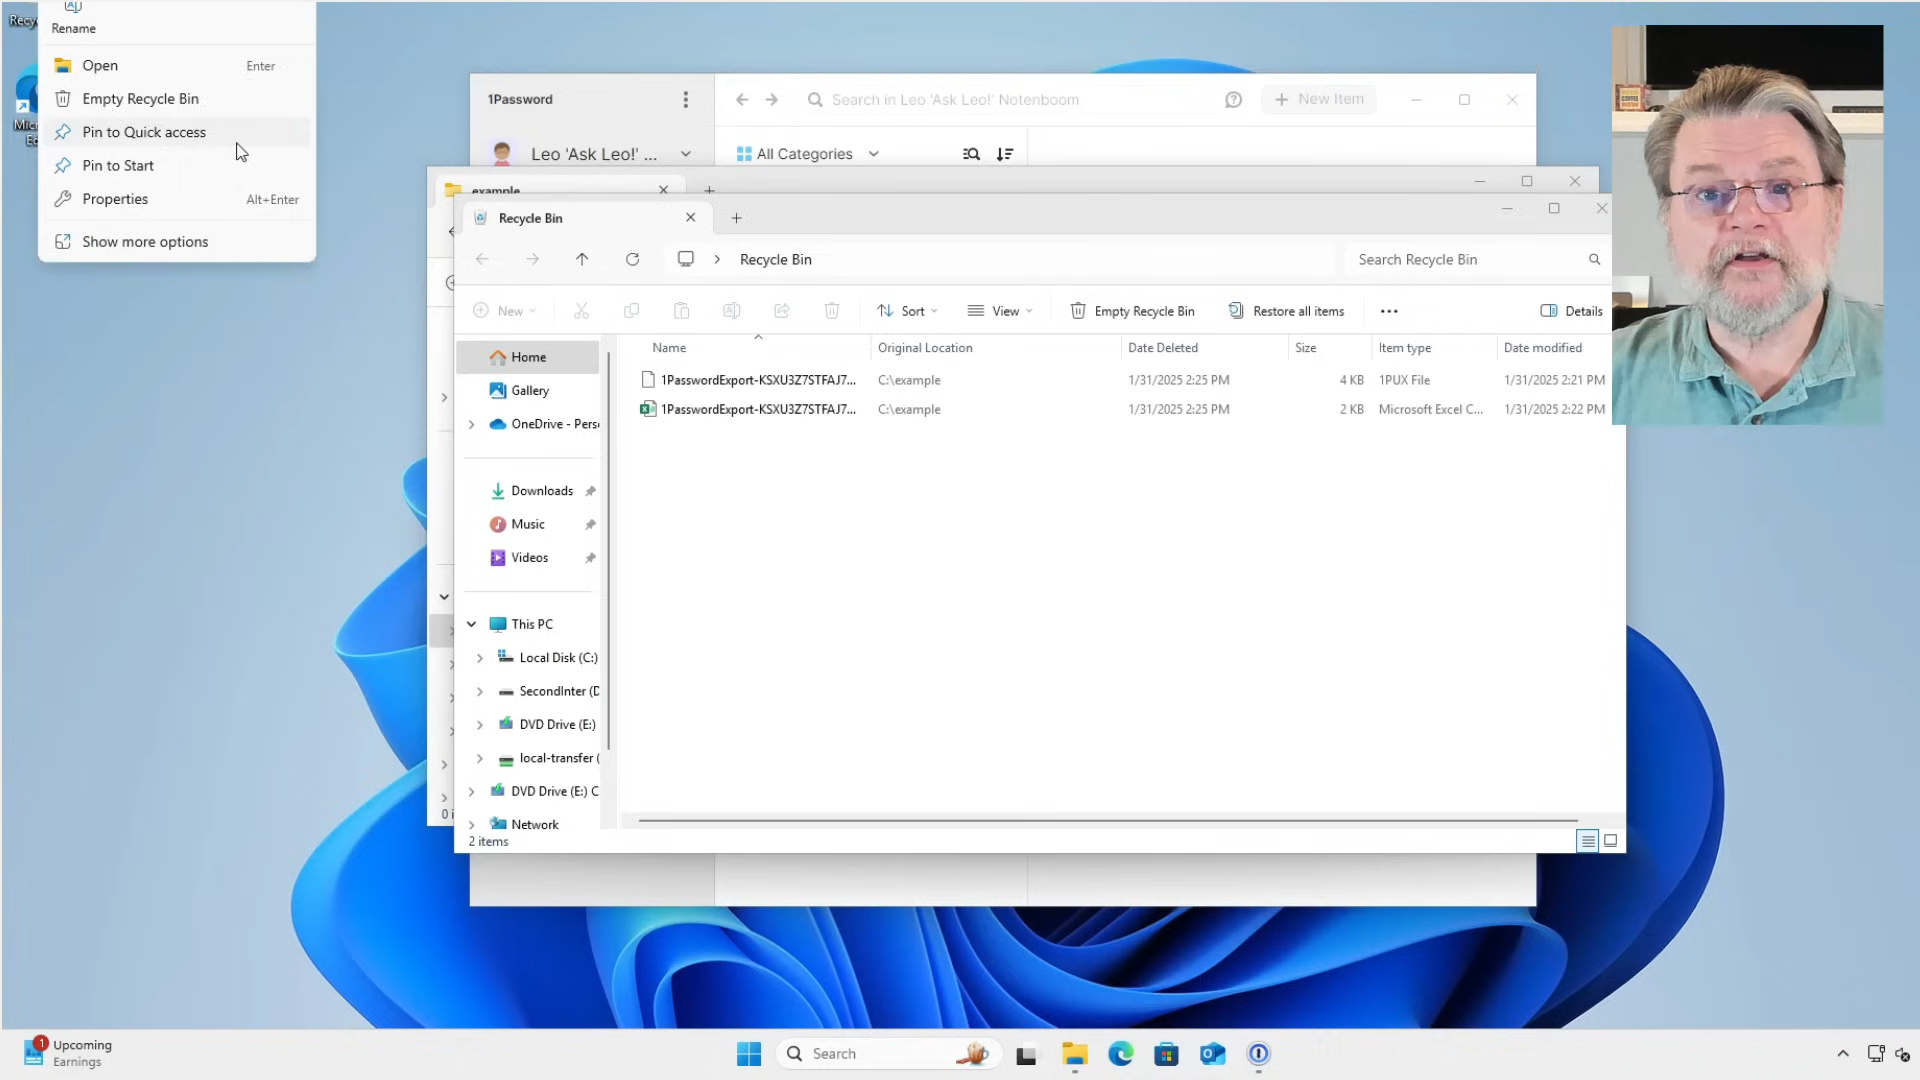 Rename
Open Enter
Empty Recycle Bin
Pin to Quick access
Pin to Start
Properties Alt+Enter
Show more options
1Password
Search in Leo 'Ask Leo!' Notenboom
New Item
Leo 'Ask Leo!' ...
All Categories
example
Recycle Bin
Recycle Bin
Search Recycle Bin
New
Sort
View
Empty Recycle Bin
Restore all items
Details
Name Original Location Date Deleted Size Item type Date modified
1PasswordExport-KSXU3Z7STFAJ7... C:\example 1/31/2025 2:25 PM 4 KB 1PUX File 1/31/2025 2:21 PM
1PasswordExport-KSXU3Z7STFAJ7... C:\example 1/31/2025 2:25 PM 2 KB Microsoft Excel C... 1/31/2025 2:22 PM
Home
Gallery
OneDrive - Pers
Downloads
Music
Videos
This PC
Local Disk (C:)
SecondInter (D
DVD Drive (E:)
local-transfer (
DVD Drive (E:) C
Network
2 items
Upcoming
Earnings
Search